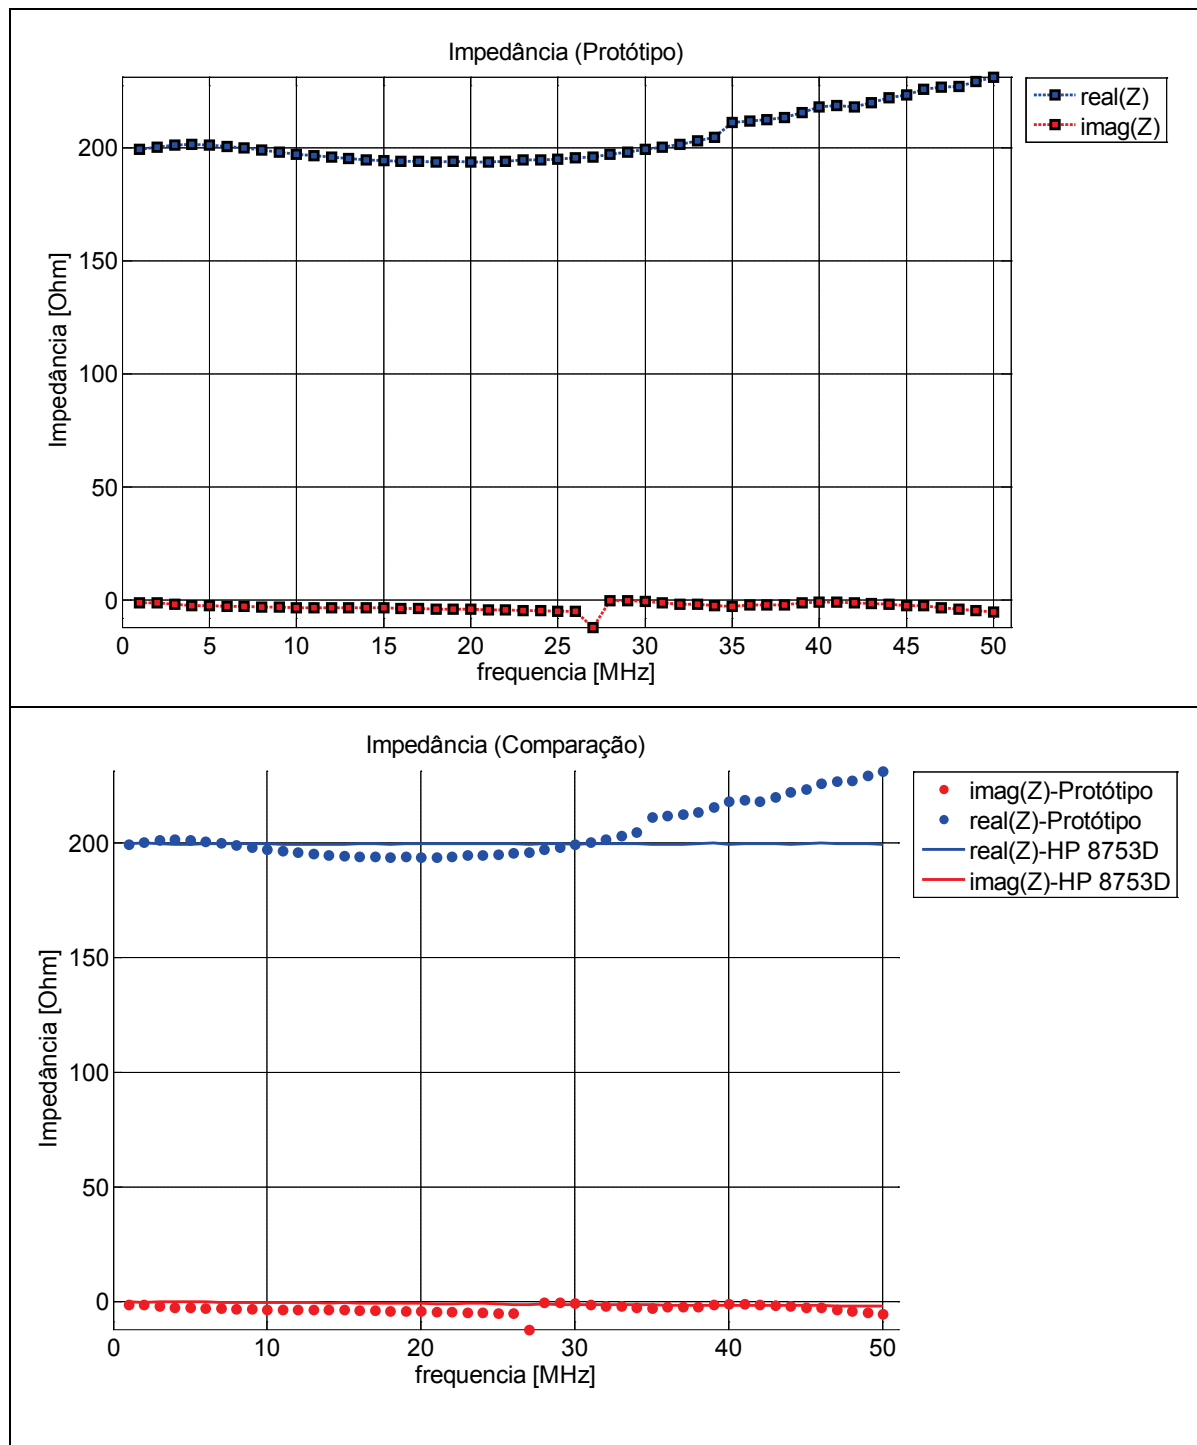 Impedância (Protótipo)
real(Z)
imag(Z)
200
150
100
50
0
Impedância [Ohm]
0 5 10 15 20 25 30 35 40 45 50
frequencia [MHz]
Impedância (Comparação)
imag(Z)-Protótipo
real(Z)-Protótipo
real(Z)-HP 8753D
imag(Z)-HP 8753D
200
150
100
50
0
Impedância [Ohm]
0 10 20 30 40 50
frequencia [MHz]